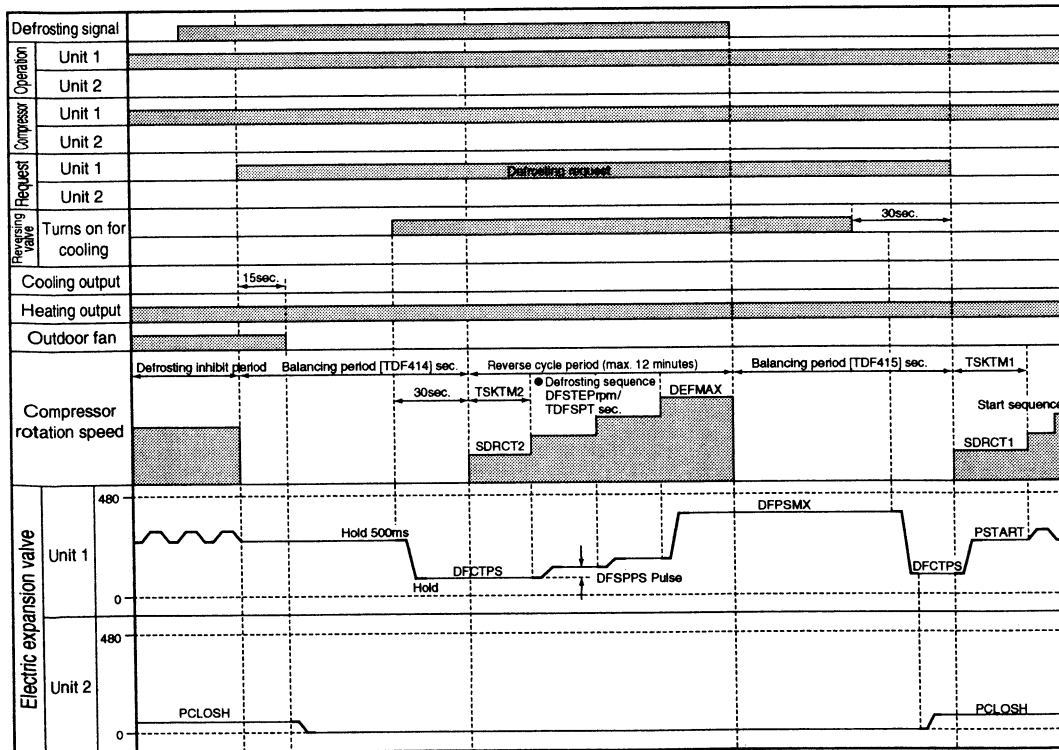 Defrosting signal
Operation
Unit 1
Unit 2
Compressor
Unit 1
Unit 2
Request
Unit 1
Defrosting request
Unit 2
Reversing valve
Turns on for cooling
30sec.
Cooling output
15sec.
Heating output
Outdoor fan
Defrosting inhibit period
Balancing period [TDF414] sec.
Reverse cycle period (max. 12 minutes)
Balancing period [TDF415] sec.
TSKTM1
30sec.
TSKTM2
● Defrosting sequence
DFSTEPrpm/
TDFSPT sec.
DEFMAX
Compressor
rotation speed
Start sequence
SDRCT2
SDRCT1
Electric expansion valve
480
Unit 1
Hold 500ms
DFPSMX
PSTART
DFCTPS
Hold
DFSPPS Pulse
DFCTPS
0
480
Unit 2
PCLOSH
PCLOSH
0